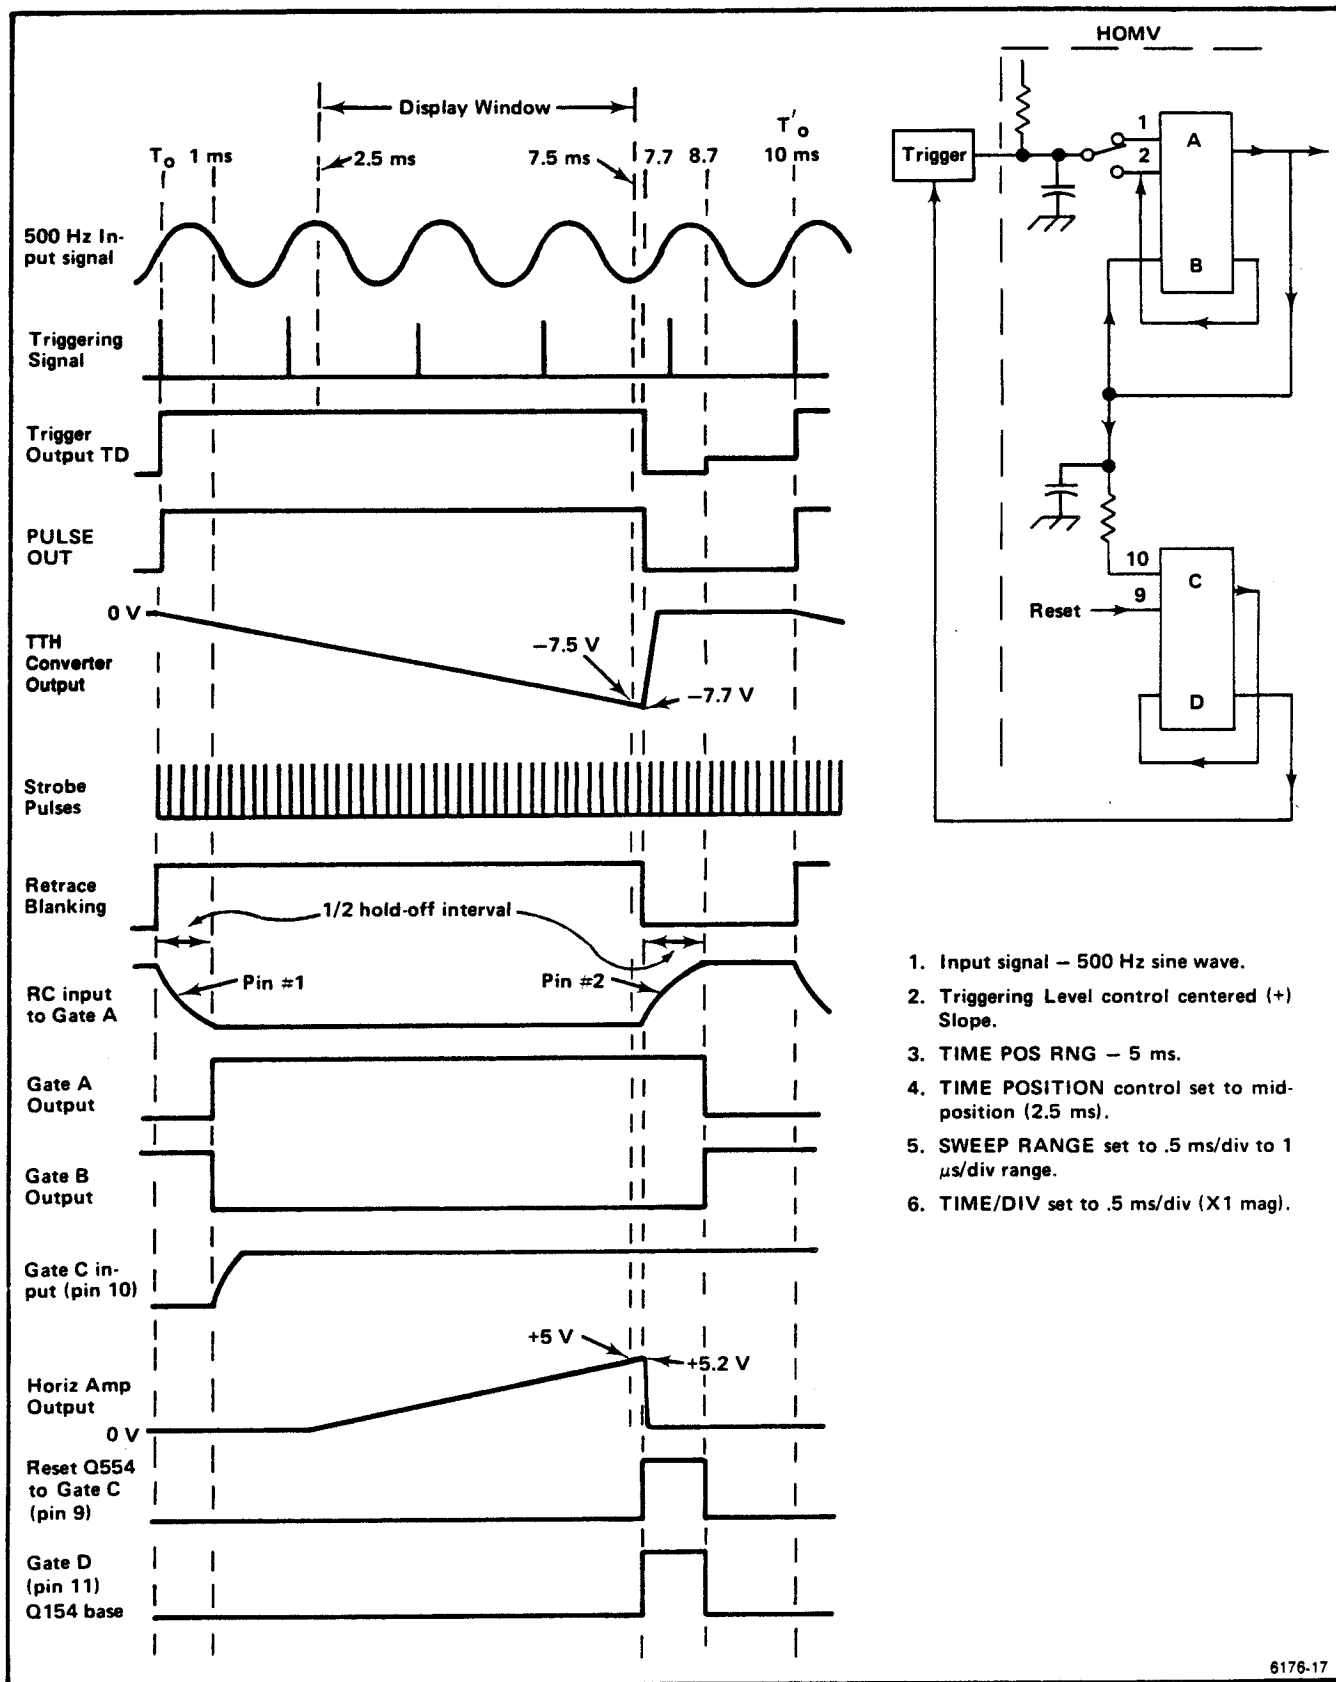 HOMV
Display Window
T'o
To 1 ms
2.5 ms
7.5 ms
7.7 8.7 10 ms
Trigger
1
2
A
B
500 Hz In-
put signal
Triggering
Signal
Trigger
Output TD
PULSE
OUT
0 V
TTH
Converter
Output
−7.5 V
−7.7 V
10
9
C
D
Reset
Strobe
Pulses
Retrace
Blanking
1/2 hold-off interval
RC input
to Gate A
Pin #1
Pin #2
Gate A
Output
Gate B
Output
Gate C in-
put (pin 10)
+5 V
+5.2 V
Horiz Amp
Output
0 V
Reset Q554
to Gate C
(pin 9)
Gate D
(pin 11)
Q154 base
1. Input signal – 500 Hz sine wave.
2. Triggering Level control centered (+)
Slope.
3. TIME POS RNG – 5 ms.
4. TIME POSITION control set to mid-
position (2.5 ms).
5. SWEEP RANGE set to .5 ms/div to 1
μs/div range.
6. TIME/DIV set to .5 ms/div (X1 mag).
6176-17